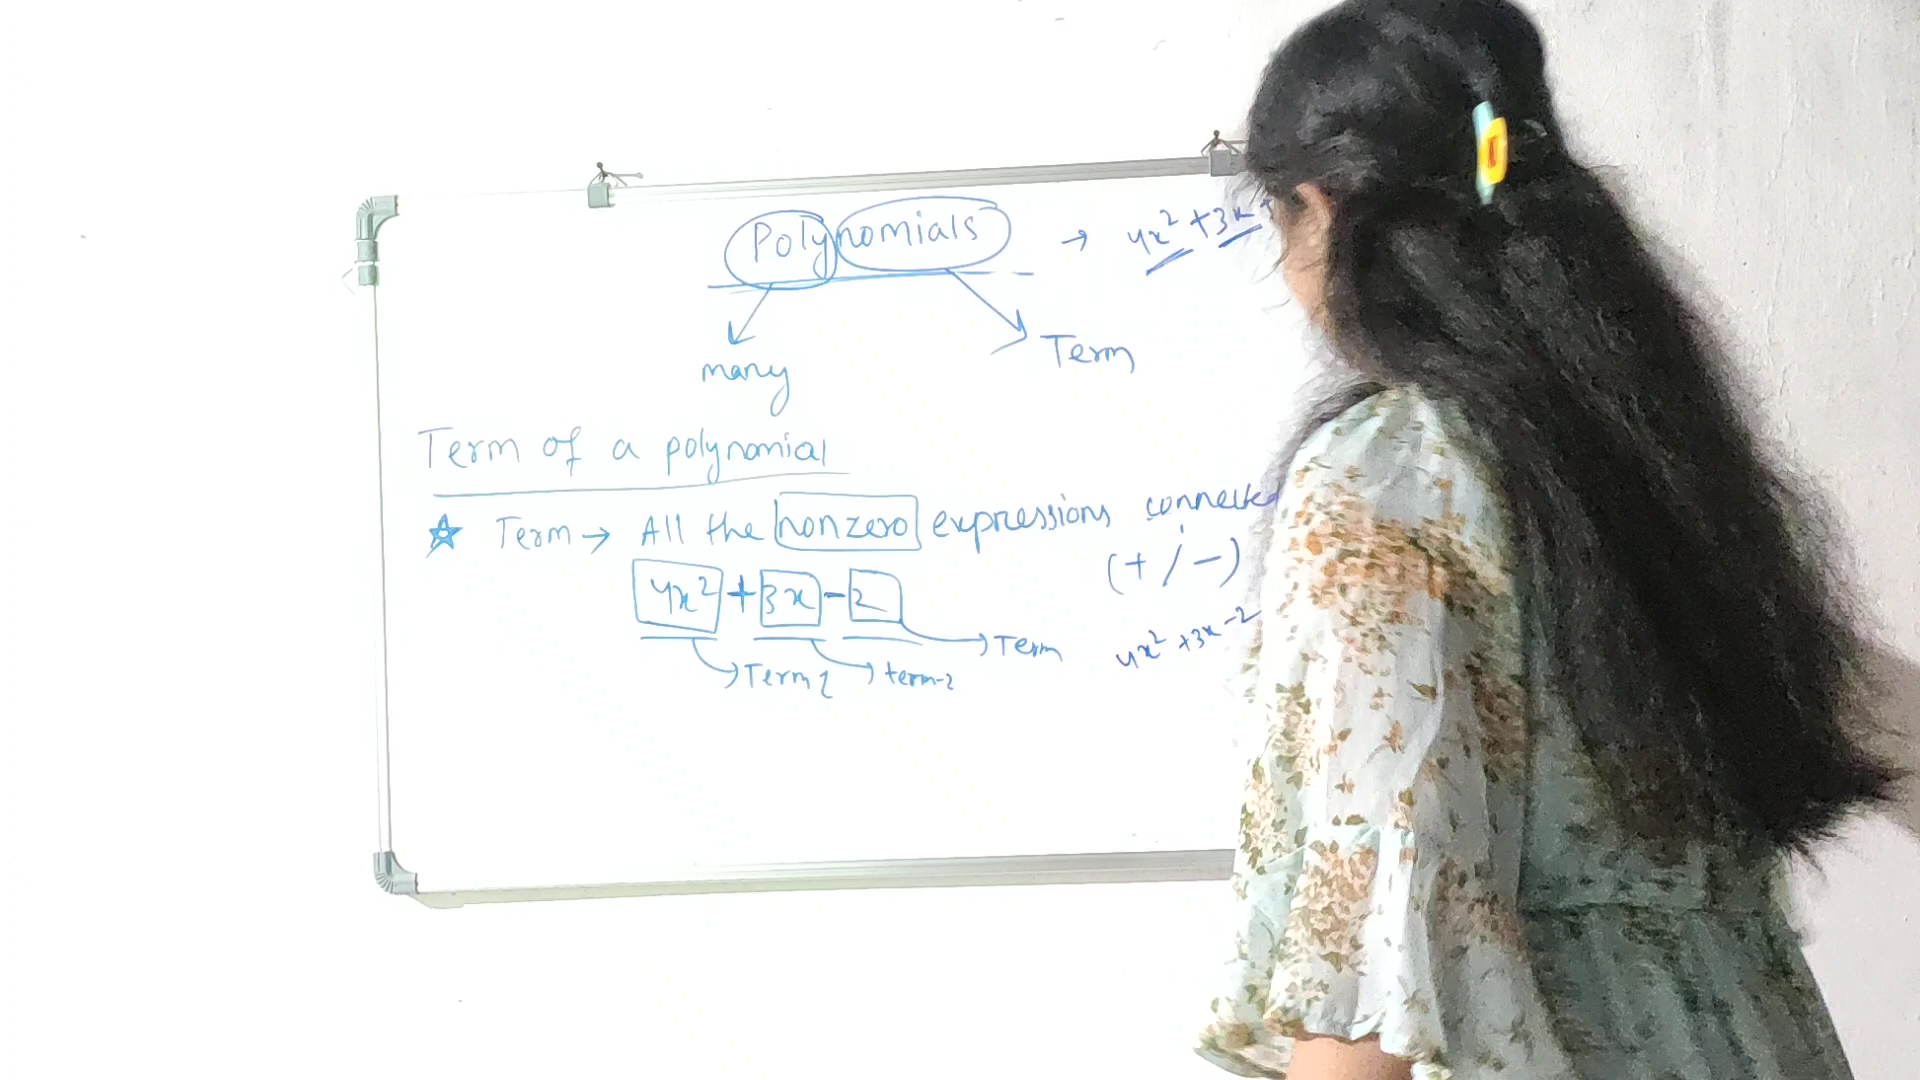 Polynomials → 4x² + 3x
many
Term
Term of a polynomial
☆ Term → All the nonzero expressions
(+ / -)
4x² + 3x - 2
Term
4x² + 3x - 2
Term 1
term-2